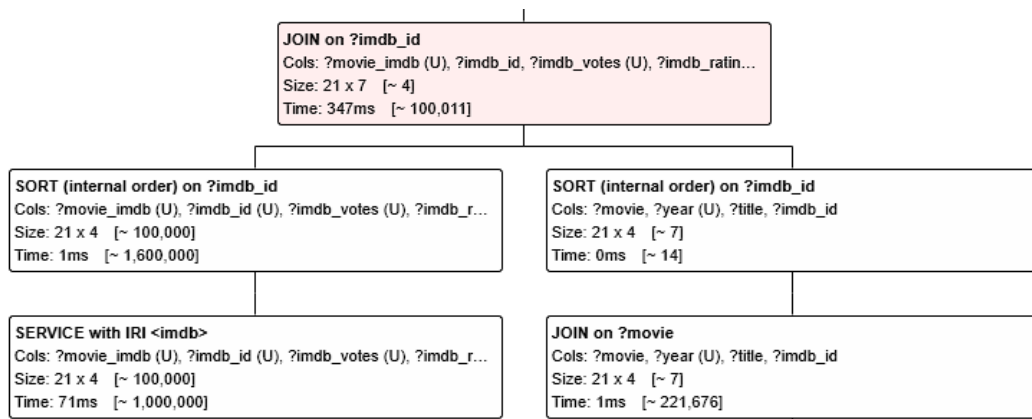 JOIN on ?imdb_id
Cols: ?movie_imdb (U), ?imdb_id, ?imdb_votes (U), ?imdb_ratin...
Size: 21 x 7 [~ 4]
Time: 347ms [~ 100,011]
SORT (internal order) on ?imdb_id
Cols: ?movie_imdb (U), ?imdb_id (U), ?imdb_votes (U), ?imdb_r...
Size: 21 x 4 [~ 100,000]
Time: 1ms [~ 1,600,000]
SORT (internal order) on ?imdb_id
Cols: ?movie, ?year (U), ?title, ?imdb_id
Size: 21 x 4 [~ 7]
Time: 0ms [~ 14]
SERVICE with IRI <imdb>
Cols: ?movie_imdb (U), ?imdb_id (U), ?imdb_votes (U), ?imdb_r...
Size: 21 x 4 [~ 100,000]
Time: 71ms [~ 1,000,000]
JOIN on ?movie
Cols: ?movie, ?year (U), ?title, ?imdb_id
Size: 21 x 4 [~ 7]
Time: 1ms [~ 221,676]